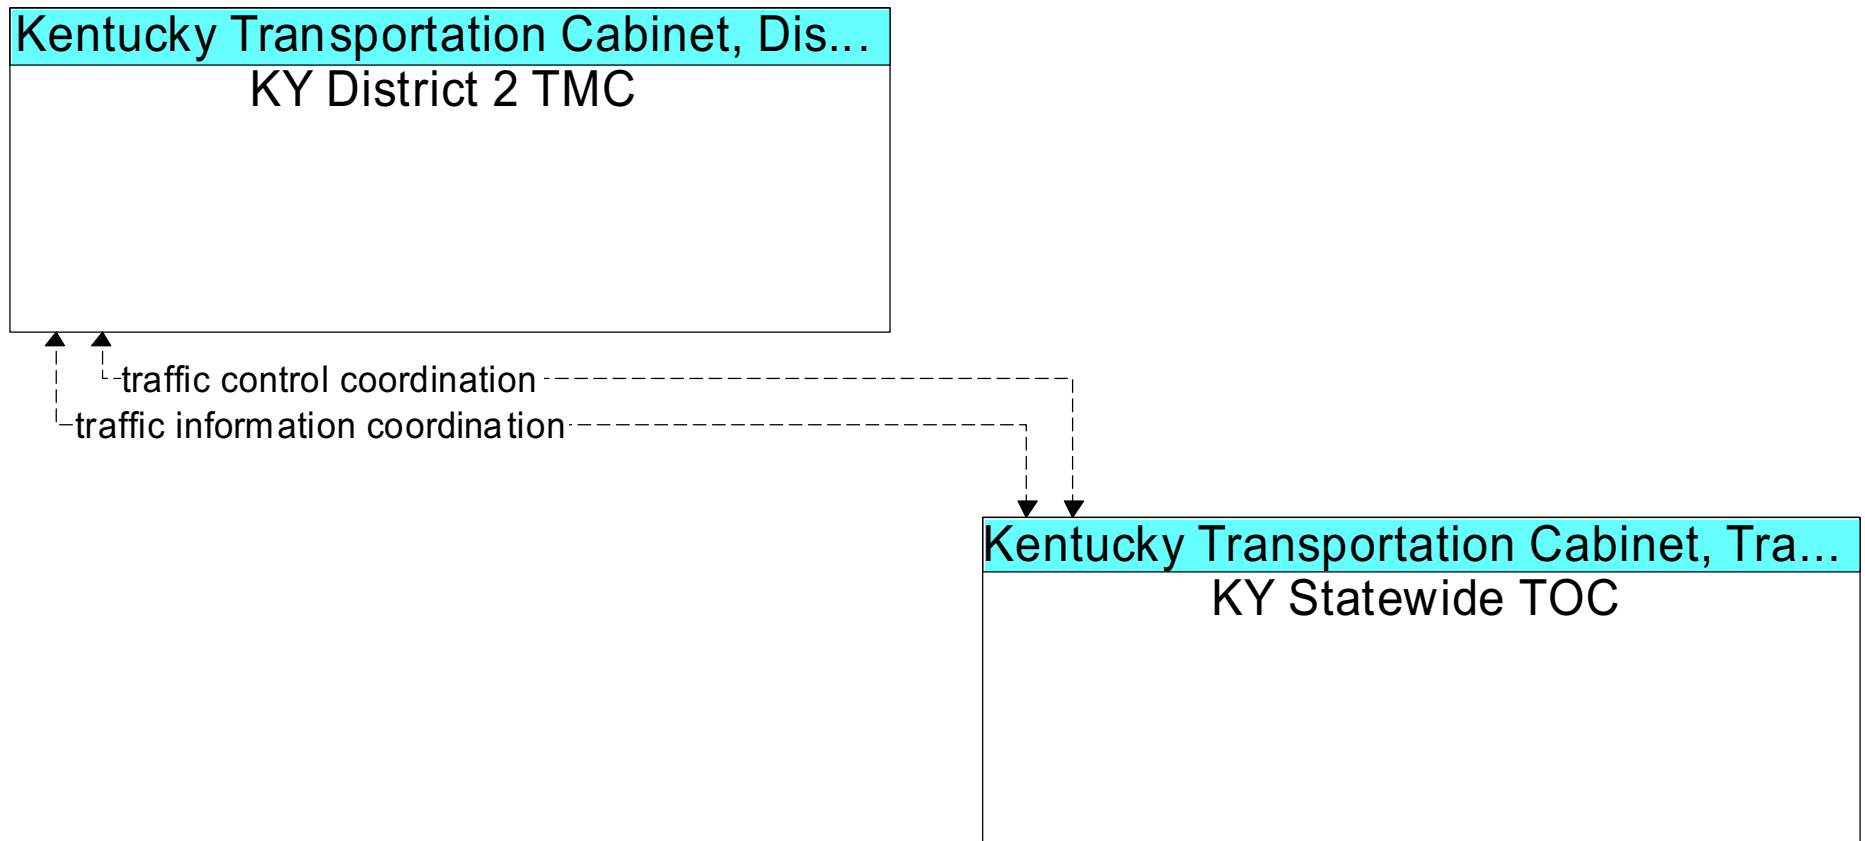 Kentucky Transportation Cabinet, Dis...
KY District 2 TMC
traffic control coordination
traffic information coordination
Kentucky Transportation Cabinet, Tra...
KY Statewide TOC